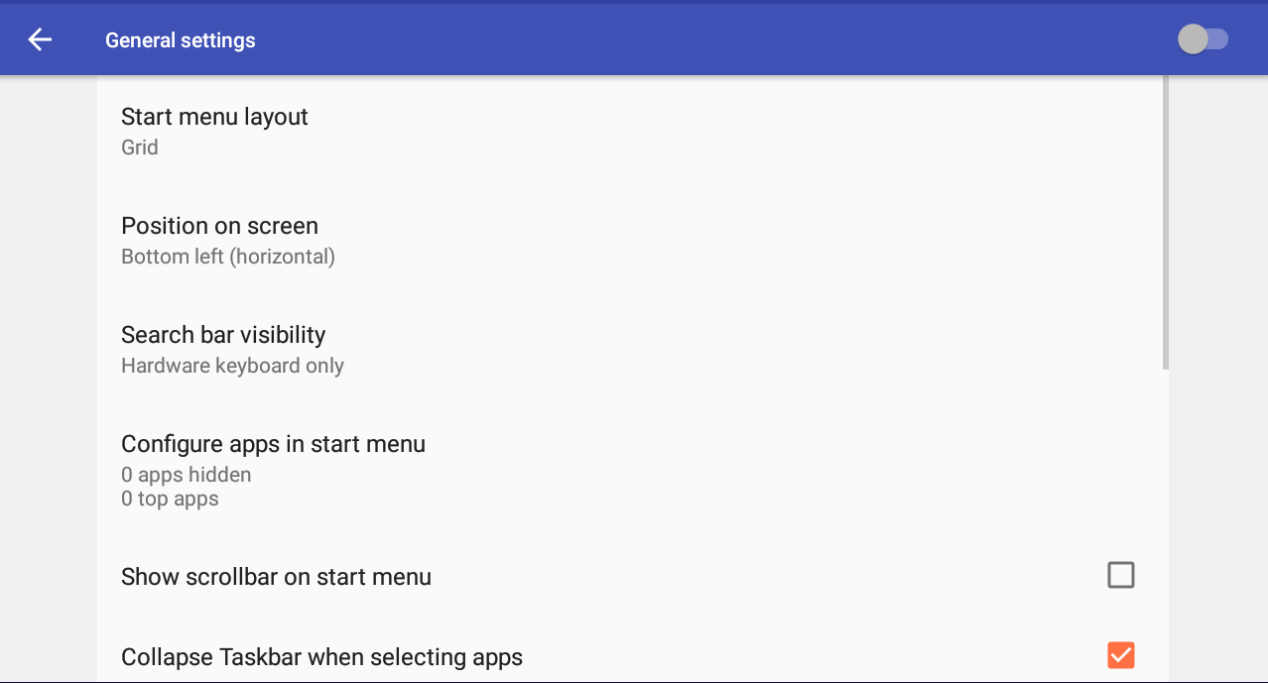 General settings
Start menu layout
Grid
Position on screen
Bottom left (horizontal)
Search bar visibility
Hardware keyboard only
Configure apps in start menu
0 apps hidden
0 top apps
Show scrollbar on start menu
Collapse Taskbar when selecting apps